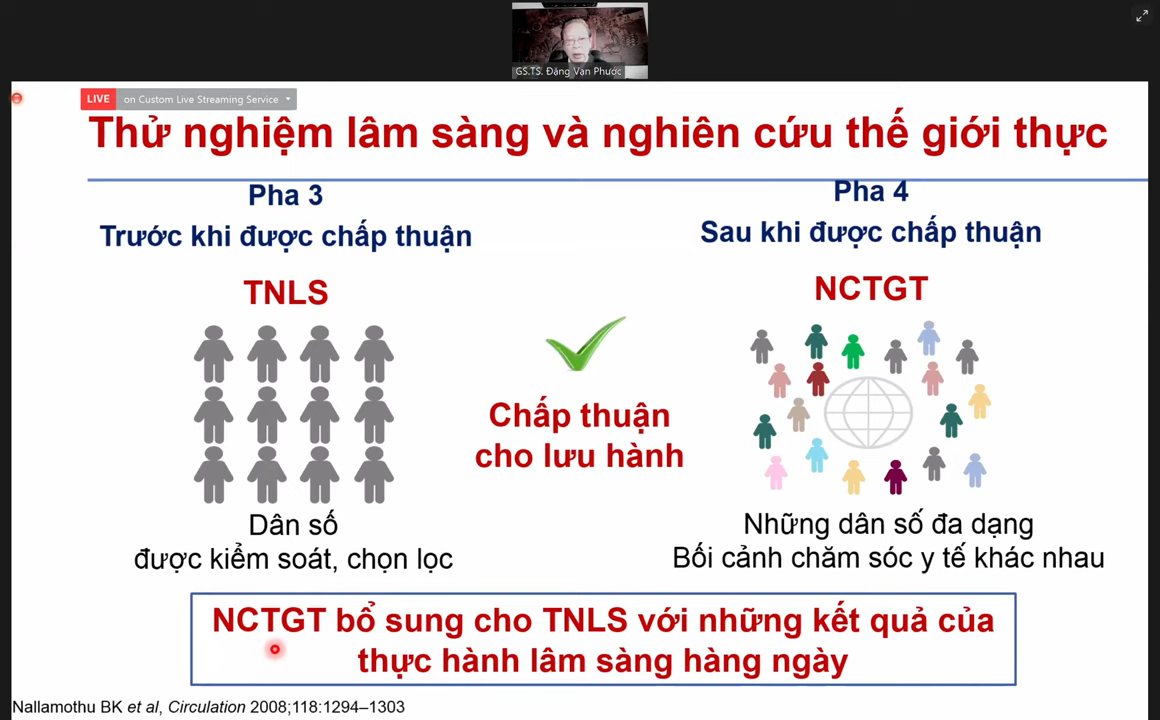 GS.TS. Đặng Vạn Phước
LIVE on Custom Live Streaming Service
Thử nghiệm lâm sàng và nghiên cứu thế giới thực
Pha 3
Trước khi được chấp thuận
TNLS
Dân số
được kiểm soát, chọn lọc
Chấp thuận
cho lưu hành
Pha 4
Sau khi được chấp thuận
NCTGT
Những dân số đa dạng
Bối cảnh chăm sóc y tế khác nhau
NCTGT bổ sung cho TNLS với những kết quả của
thực hành lâm sàng hàng ngày
Nallamothu BK et al, Circulation 2008;118:1294–1303